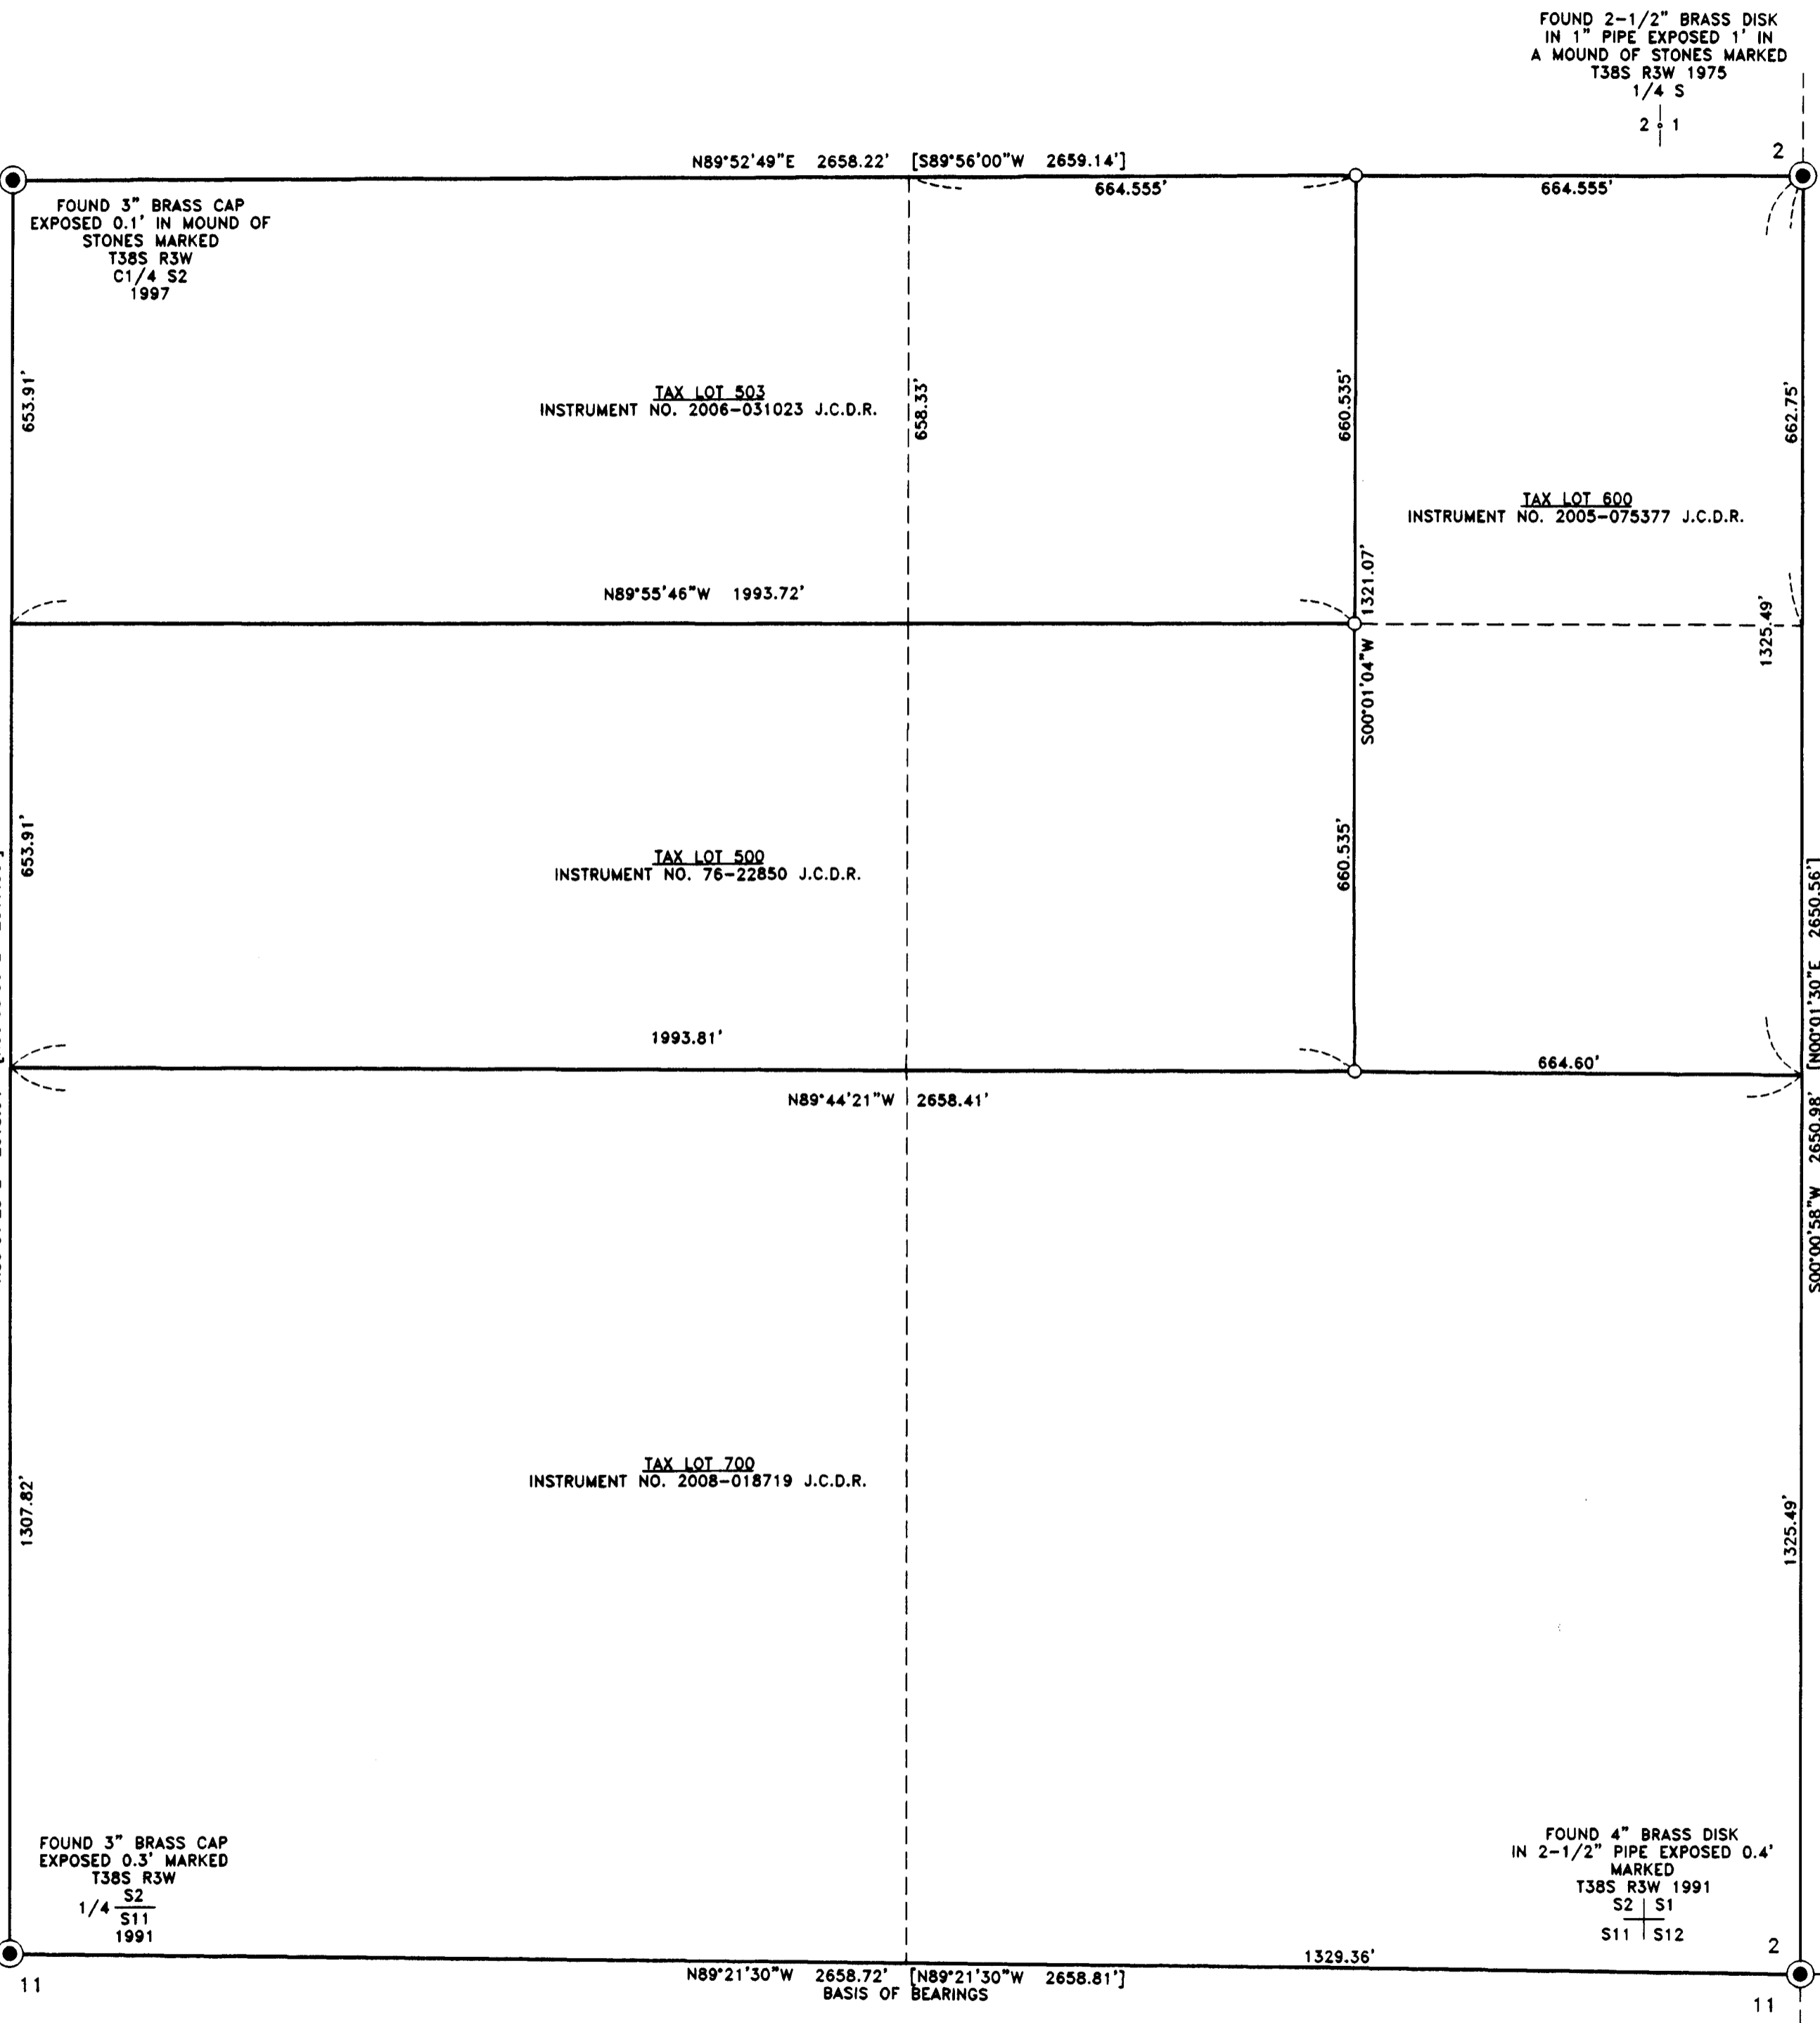 FOUND 2-1/2" BRASS DISK
IN 1" PIPE EXPOSED 1' IN
A MOUND OF STONES MARKED
T38S R3W 1975
1/4 S
2 1
2
N89°52'49"E 2658.22' [S89°56'00"W 2659.14']
664.555'
664.555'
FOUND 3" BRASS CAP
EXPOSED 0.1' IN MOUND OF
STONES MARKED
T38S R3W
C1/4 S2
1997
653.91'
TAX LOT 503
INSTRUMENT NO. 2006-031023 J.C.D.R.
658.33'
660.535'
662.75'
TAX LOT 600
INSTRUMENT NO. 2005-075377 J.C.D.R.
N89°55'46"W 1993.72'
S00°01'04"W 1321.07'
1325.49'
653.91'
TAX LOT 500
INSTRUMENT NO. 76-22850 J.C.D.R.
660.535'
1993.81'
664.60'
N89°44'21"W 2658.41'
S00°00'58"W 2650.98' [N00°01'30"E 2650.56']
TAX LOT 700
INSTRUMENT NO. 2008-018719 J.C.D.R.
1307.82'
1325.49'
FOUND 3" BRASS CAP
EXPOSED 0.3' MARKED
T38S R3W
1/4 S2
S11
1991
FOUND 4" BRASS DISK
IN 2-1/2" PIPE EXPOSED 0.4'
MARKED
T38S R3W 1991
S2 S1
S11 S12
2
1329.36'
N89°21'30"W 2658.72' [N89°21'30"W 2658.81']
BASIS OF BEARINGS
11
11